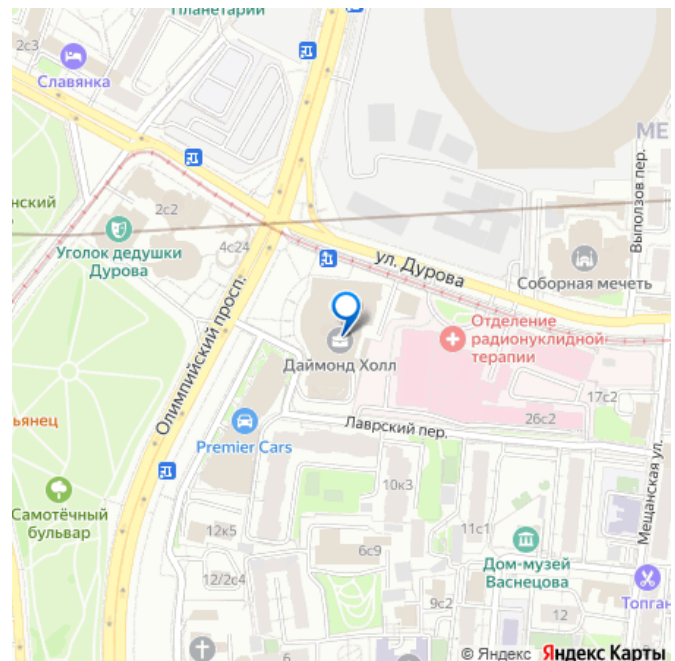 Планетарий
2с3
Славянка
МЕ
Выползов пер.
нский
2с2
Уголок дедушки
Дурова
4с24
ул. Дурова
Соборная мечеть
Олимпийский просп.
Отделение
радионуклидной
терапии
Даймонд Холл
17с2
ьянец
Лаврский пер.
26с2
Premier Cars
Мещанская ул.
Самотёчный
бульвар
10к3
12к5
11с1
6с9
Дом-музей
Васнецова
12/2с4
9с2
12
Топган
6
© Яндекс Яндекс Карты